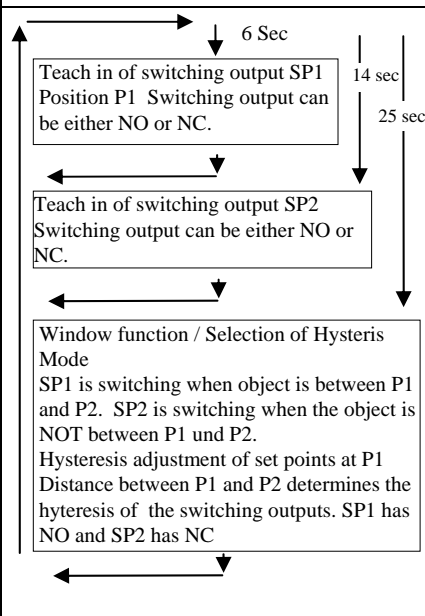 6 Sec
Teach in of switching output SP1
Position P1  Switching output can
be either NO or NC.
14 sec
25 sec
Teach in of switching output SP2
Switching output can be either NO or
NC.
Window function / Selection of Hysteris
Mode
SP1 is switching when object is between P1
and P2.  SP2 is switching when the object is
NOT between P1 und P2.
Hysteresis adjustment of set points at P1
Distance between P1 and P2 determines the
hyteresis of  the switching outputs. SP1 has
NO and SP2 has NC